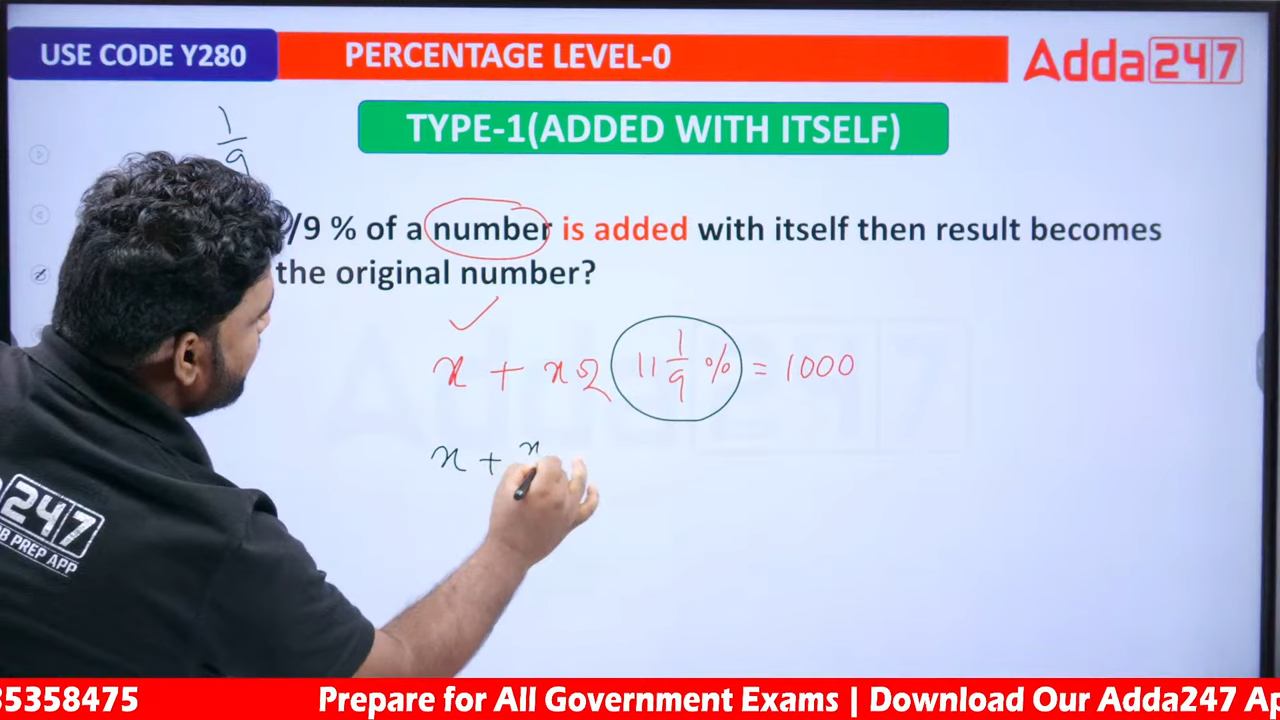 USE CODE Y280
PERCENTAGE LEVEL-0
Adda247
TYPE-1(ADDED WITH ITSELF)
1/9
/9 % of a number is added with itself then result becomes
the original number?
x + x 11 1/9 % = 1000
x + x
247
B PREP APP
35358475 Prepare for All Government Exams | Download Our Adda247 Ap